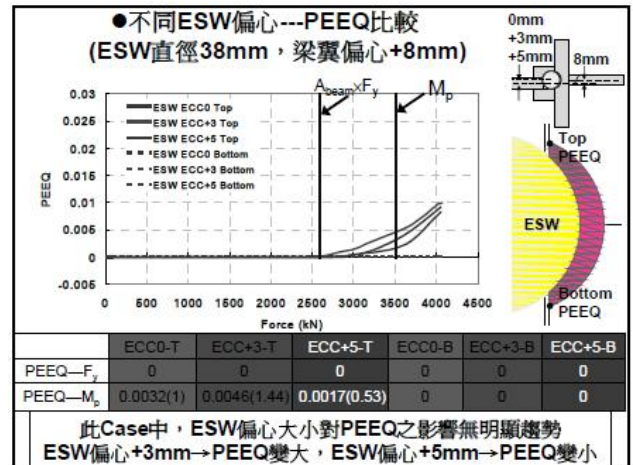 ●不同ESW偏心---PEEQ比較
(ESW直徑38mm，梁翼偏心+8mm)
0mm
+3mm
+5mm
8mm
A_beam×F_y
M_p
0.03
0.025
0.02
0.015
0.01
0.005
0
-0.005
PEEQ
ESW ECC0 Top
ESW ECC+3 Top
ESW ECC+5 Top
ESW ECC0 Bottom
ESW ECC+3 Bottom
ESW ECC+5 Bottom
0 500 1000 1500 2000 2500 3000 3500 4000 4500
Force (kN)
Top
PEEQ
ESW
Bottom
PEEQ
ECC0-T ECC+3-T ECC+5-T ECC0-B ECC+3-B ECC+5-B
PEEQ—F_y 0 0 0 0 0 0
PEEQ—M_p 0.0032(1) 0.0046(1.44) 0.0017(0.53) 0 0 0
此Case中，ESW偏心大小對PEEQ之影響無明顯趨勢
ESW偏心+3mm→PEEQ變大，ESW偏心+5mm→PEEQ變小